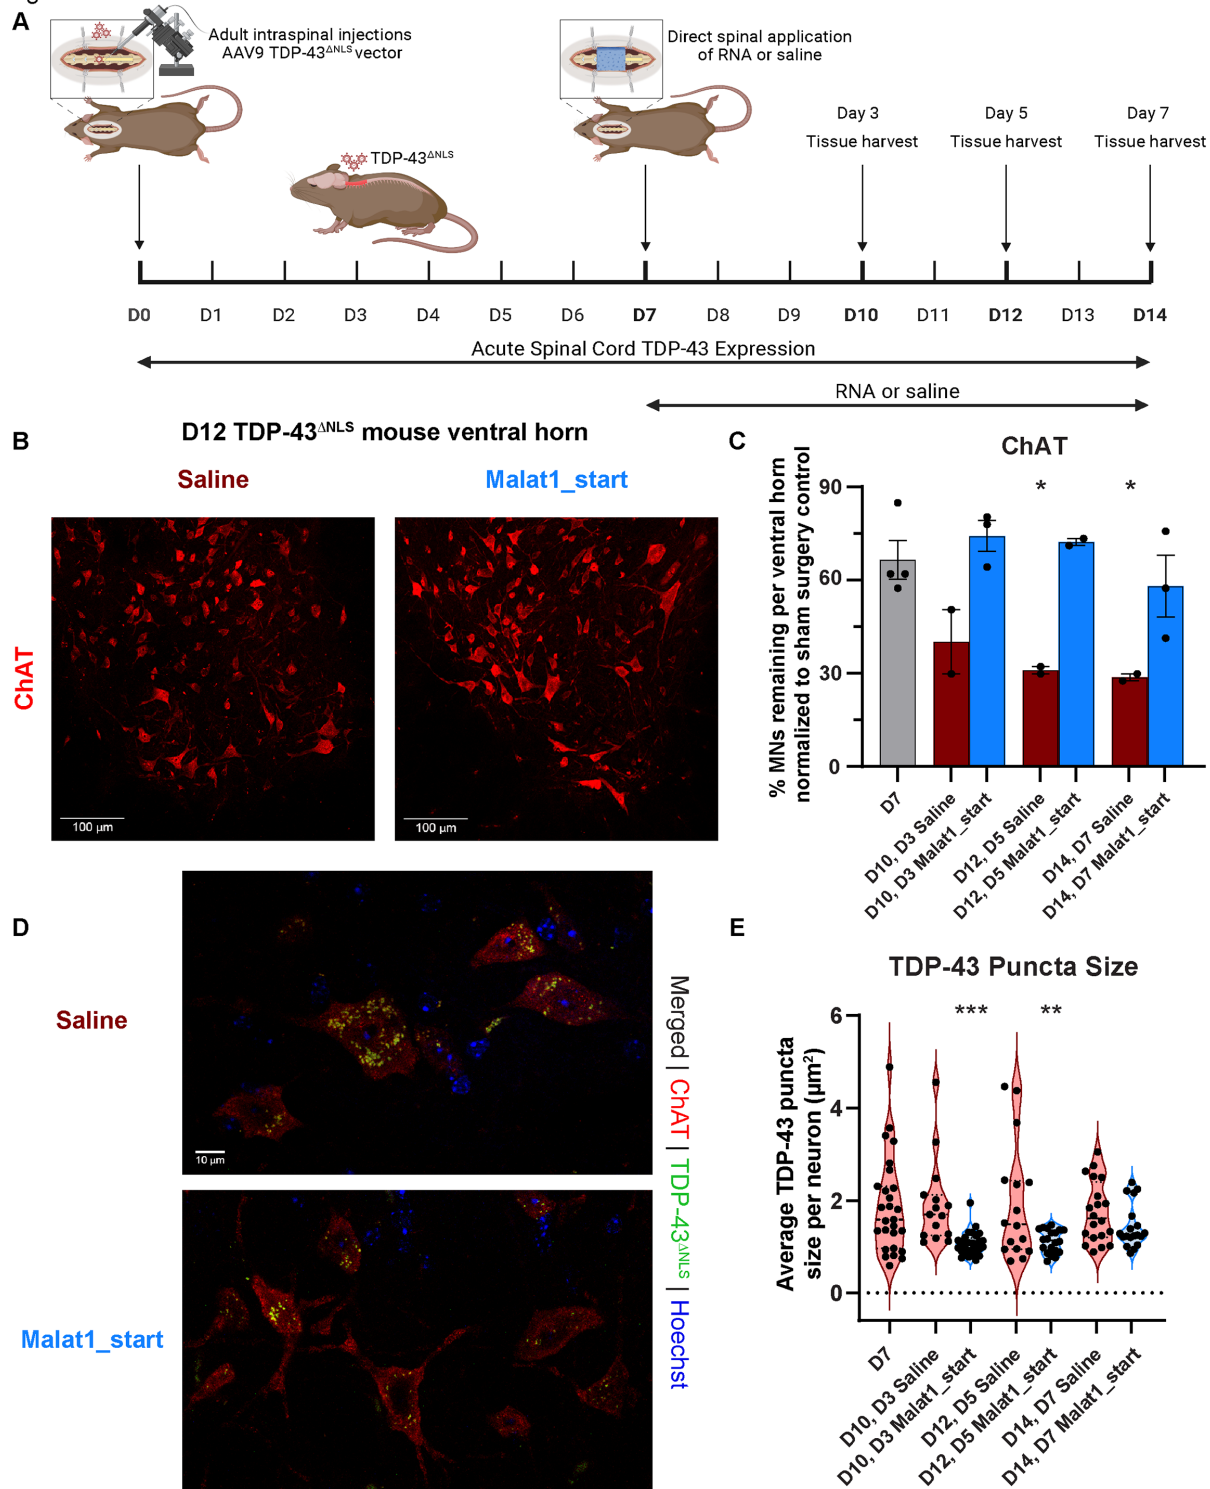 A
Adult intraspinal injections
AAV9 TDP-43ΔNLS vector
Direct spinal application
of RNA or saline
Day 3
Tissue harvest
Day 5
Tissue harvest
Day 7
Tissue harvest
TDP-43ΔNLS
D0 D1 D2 D3 D4 D5 D6 D7 D8 D9 D10 D11 D12 D13 D14
Acute Spinal Cord TDP-43 Expression
RNA or saline
B
D12 TDP-43ΔNLS mouse ventral horn
Saline
Malat1_start
ChAT
100 µm
100 µm
C
ChAT
% MNs remaining per ventral horn
normalized to sham surgery control
90
60
30
0
* *
D7
D10, D3 Saline
D10, D3 Malat1_start
D12, D5 Saline
D12, D5 Malat1_start
D14, D7 Saline
D14, D7 Malat1_start
D
Saline
10 µm
Malat1_start
Merged | ChAT | TDP-43ΔNLS | Hoechst
E
TDP-43 Puncta Size
Average TDP-43 puncta
size per neuron (µm²)
6
4
2
0
*** **
D7
D10, D3 Saline
D10, D3 Malat1_start
D12, D5 Saline
D12, D5 Malat1_start
D14, D7 Saline
D14, D7 Malat1_start